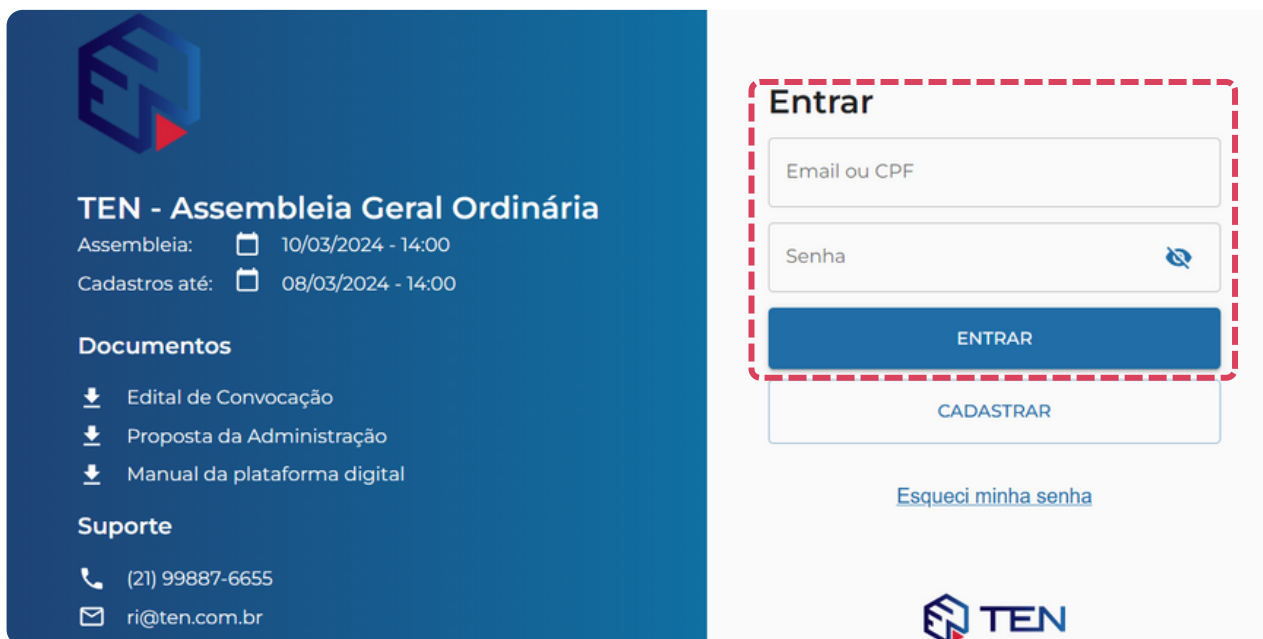 TEN - Assembleia Geral Ordinária
Assembleia: 10/03/2024 - 14:00
Cadastros até: 08/03/2024 - 14:00
Documentos
Edital de Convocação
Proposta da Administração
Manual da plataforma digital
Suporte
(21) 99887-6655
ri@ten.com.br
Entrar
Email ou CPF
Senha
ENTRAR
CADASTRAR
Esqueci minha senha
TEN